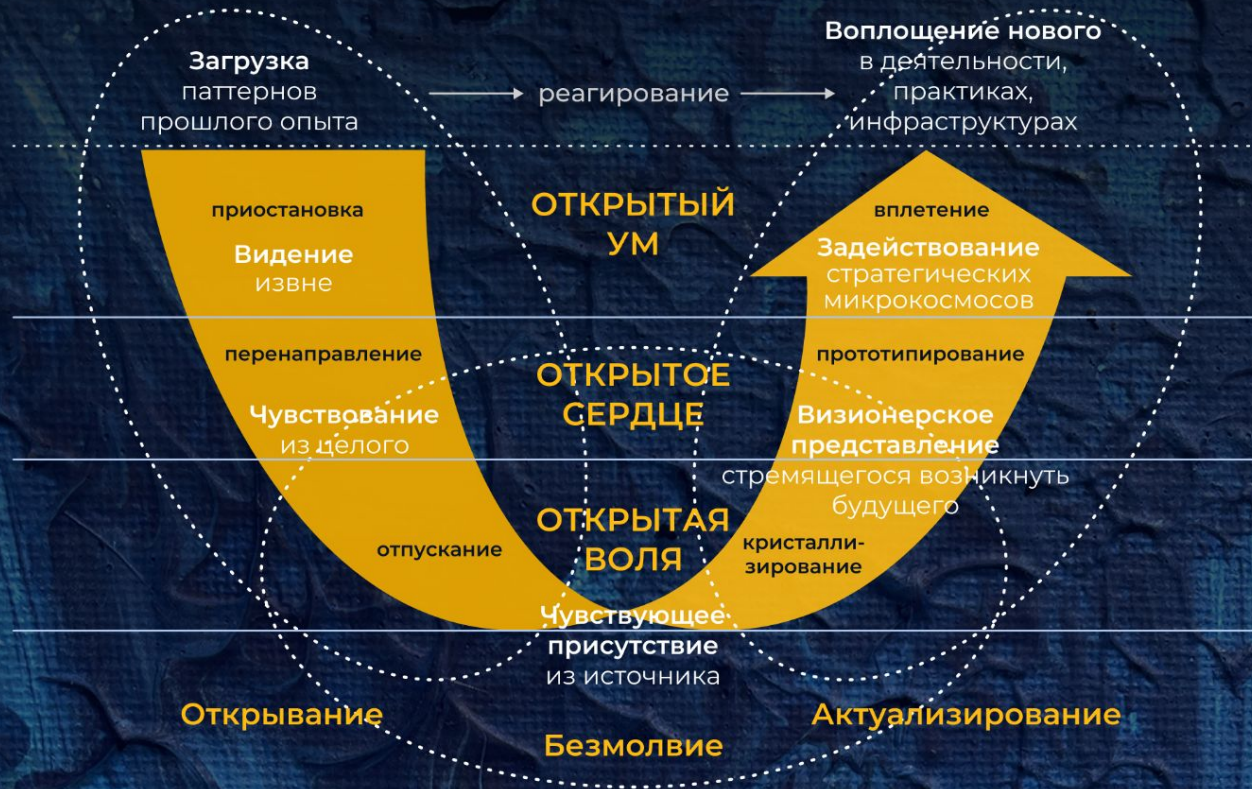 Загрузка
паттернов
прошлого опыта
реагирование
Воплощение нового
в деятельности,
практиках,
инфраструктурах
приостановка
Видение
извне
ОТКРЫТЫЙ
УМ
вплетение
Задействование
стратегических
микрокосмосов
перенаправление
Чувствование
из целого
ОТКРЫТОЕ
СЕРДЦЕ
прототипирование
Визионерское
представление
стремящегося возникнуть
будущего
отпускание
ОТКРЫТАЯ
ВОЛЯ
кристалли-
зирование
Чувствующее
присутствие
из источника
Открывание
Безмолвие
Актуализирование